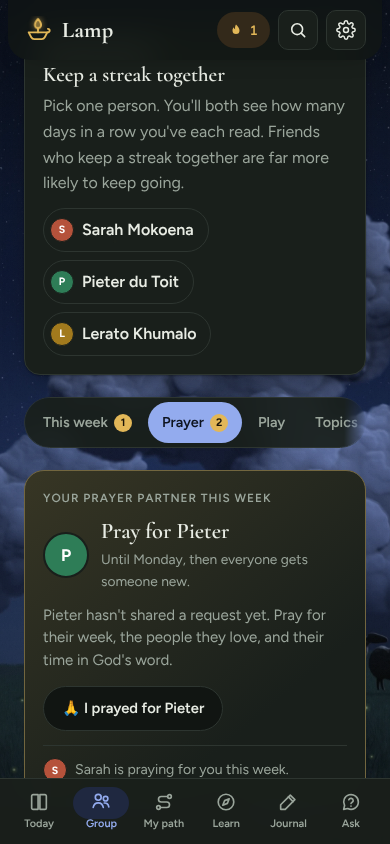 Lamp
1
Keep a streak together
Pick one person. You'll both see how many
days in a row you've each read. Friends
who keep a streak together are far more
likely to keep going.
S Sarah Mokoena
P Pieter du Toit
L Lerato Khumalo
This week 1 Prayer 2 Play Topics
YOUR PRAYER PARTNER THIS WEEK
P
Pray for Pieter
Until Monday, then everyone gets
someone new.
Pieter hasn't shared a request yet. Pray for
their week, the people they love, and their
time in God's word.
🙏 I prayed for Pieter
S Sarah is praying for you this week.
Today Group My path Learn Journal Ask